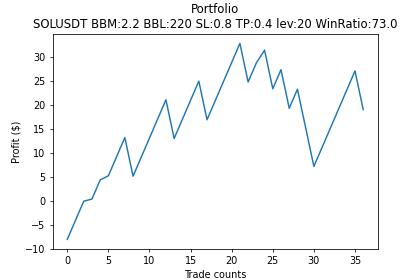 Portfolio
SOLUSDT BBM:2.2 BBL:220 SL:0.8 TP:0.4 lev:20 WinRatio:73.0
Profit ($)
30
25
20
15
10
5
0
−5
−10
0 5 10 15 20 25 30 35
Trade counts